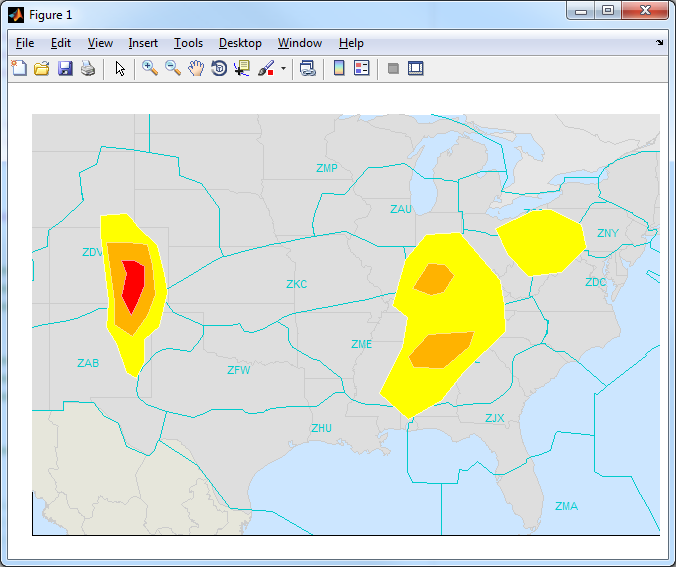 Figure 1
File Edit View Insert Tools Desktop Window Help
ZMP
ZAU
ZNY
ZDV
ZKC
ZDC
ZME
ZAB
ZFW
ZHU
ZJX
ZMA